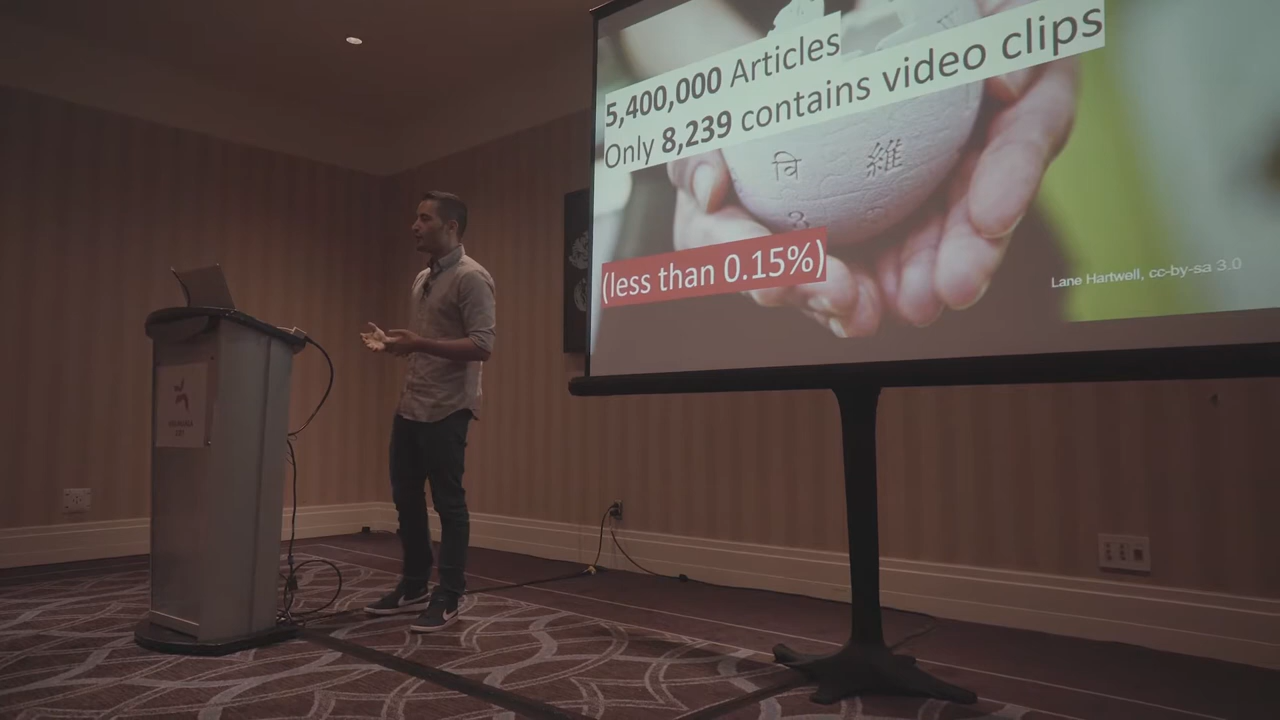 5,400,000 Articles
Only 8,239 contains video clips
वि 維
(less than 0.15%)
Lane Hartwell, cc-by-sa 3.0